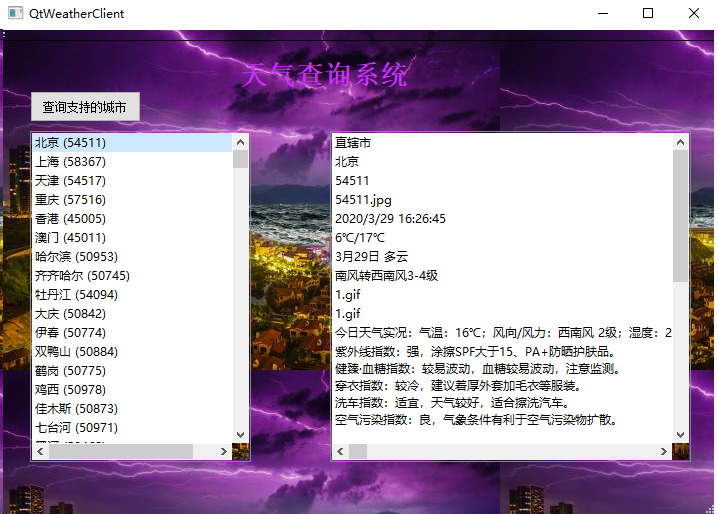 QtWeatherClient
天气查询系统
查询支持的城市
北京 (54511)
上海 (58367)
天津 (54517)
重庆 (57516)
香港 (45005)
澳门 (45011)
哈尔滨 (50953)
齐齐哈尔 (50745)
牡丹江 (54094)
大庆 (50842)
伊春 (50774)
双鸭山 (50884)
鹤岗 (50775)
鸡西 (50978)
佳木斯 (50873)
七台河 (50971)
直辖市
北京
54511
54511.jpg
2020/3/29 16:26:45
6℃/17℃
3月29日 多云
南风转西南风3-4级
1.gif
1.gif
今日天气实况：气温：16℃；风向/风力：西南风 2级；湿度：2
紫外线指数：强，涂擦SPF大于15、PA+防晒护肤品。
健臻·血糖指数：较易波动，血糖较易波动，注意监测。
穿衣指数：较冷，建议着厚外套加毛衣等服装。
洗车指数：适宜，天气较好，适合擦洗汽车。
空气污染指数：良，气象条件有利于空气污染物扩散。